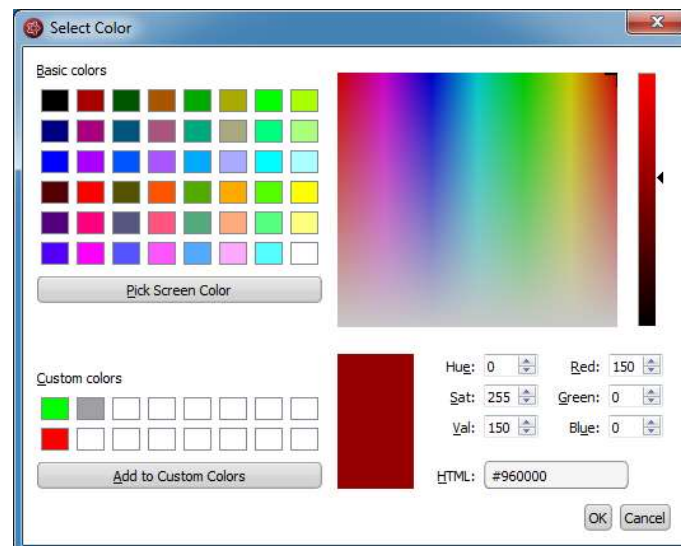 Select Color
Basic colors
Pick Screen Color
Custom colors
Add to Custom Colors
Hue: 0 Red: 150
Sat: 255 Green: 0
Val: 150 Blue: 0
HTML: #960000
OK Cancel